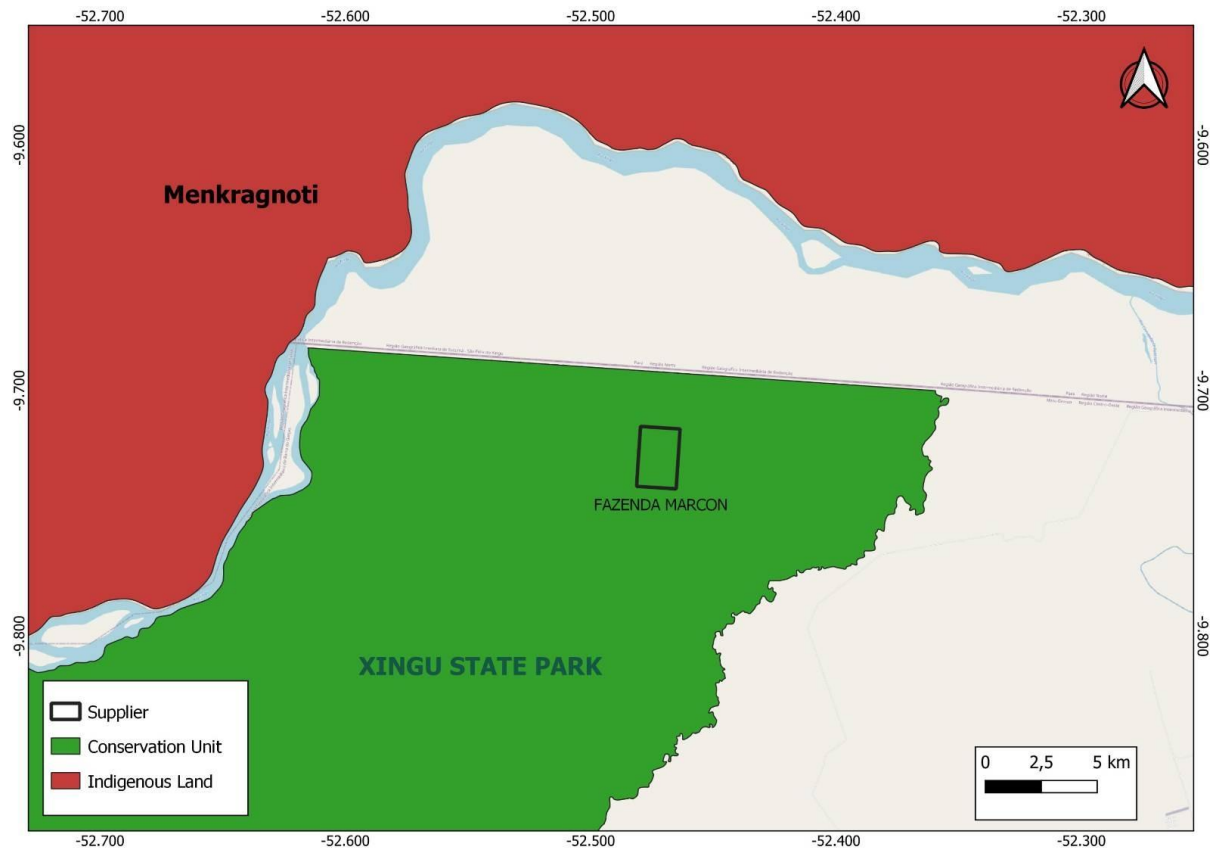 -52.700 -52.600 -52.500 -52.400 -52.300
-9.600 -9.600
Menkragnoti
-9.700 -9.700
FAZENDA MARCON
-9.800 -9.800
XINGU STATE PARK
Supplier
Conservation Unit
Indigenous Land
0 2,5 5 km
-52.700 -52.600 -52.500 -52.400 -52.300